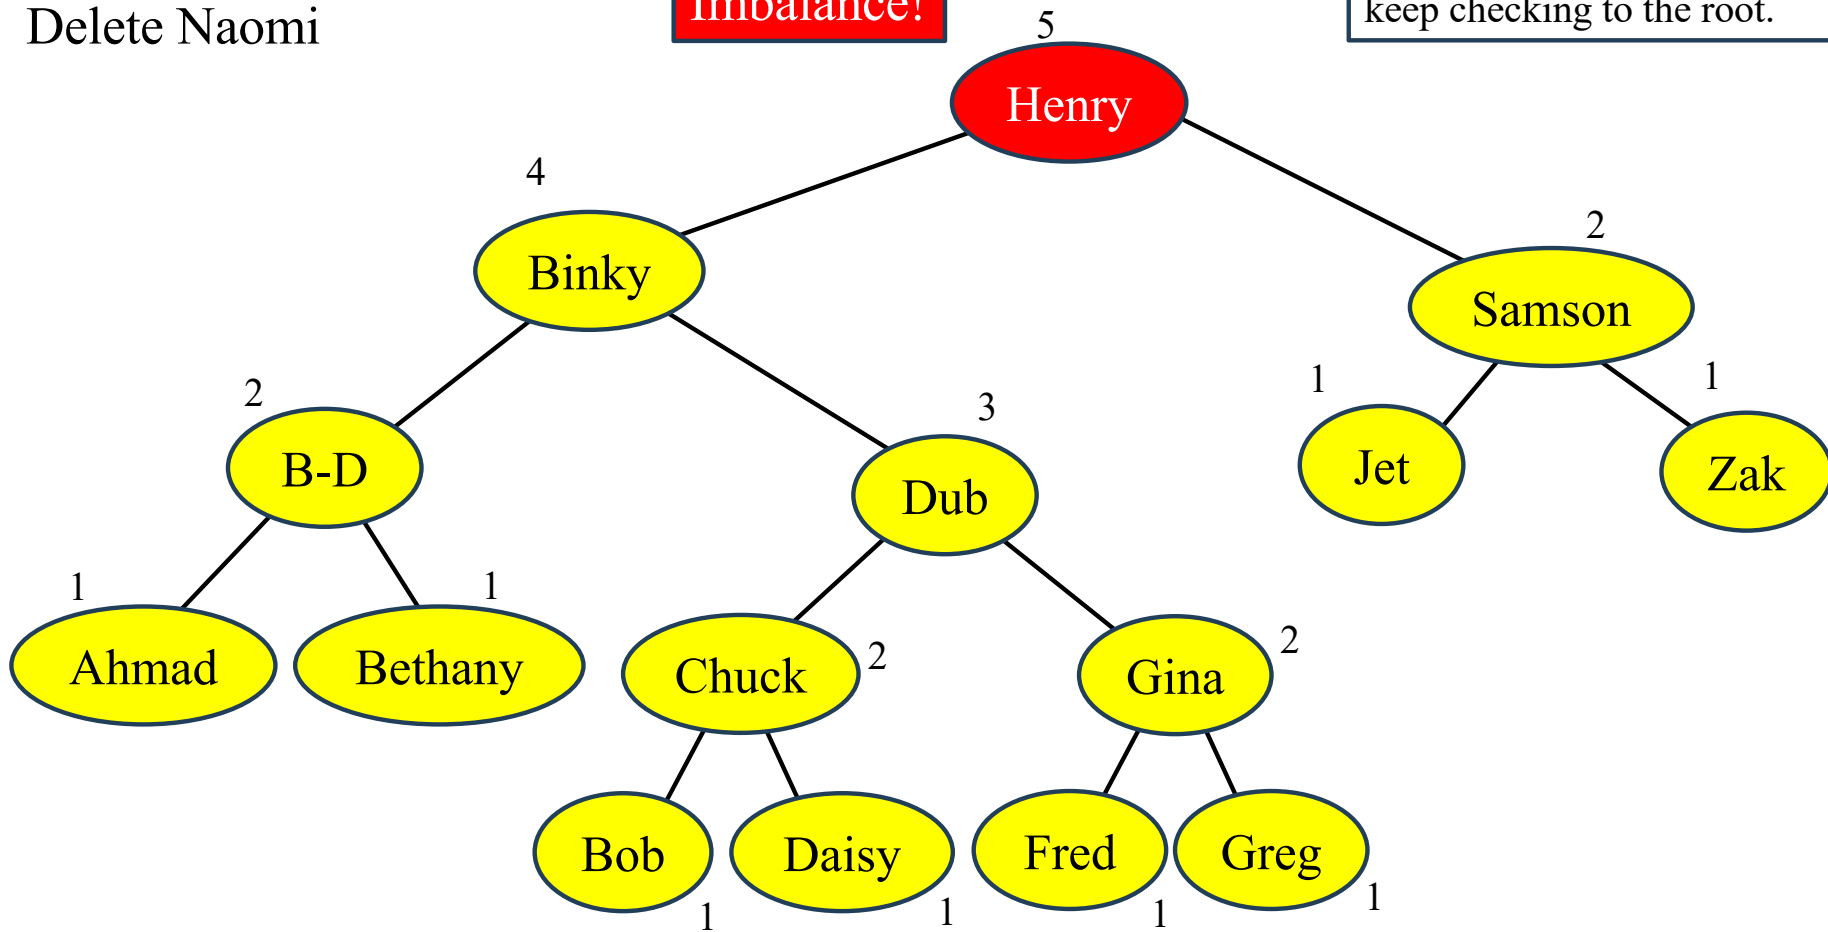 Delete Naomi
Imbalance!
keep checking to the root.
5
Henry
4
Binky
2
Samson
2
B-D
3
Dub
1
Jet
1
Zak
1
Ahmad
1
Bethany
Chuck
2
Gina
2
Bob
1
Daisy
1
Fred
1
Greg
1